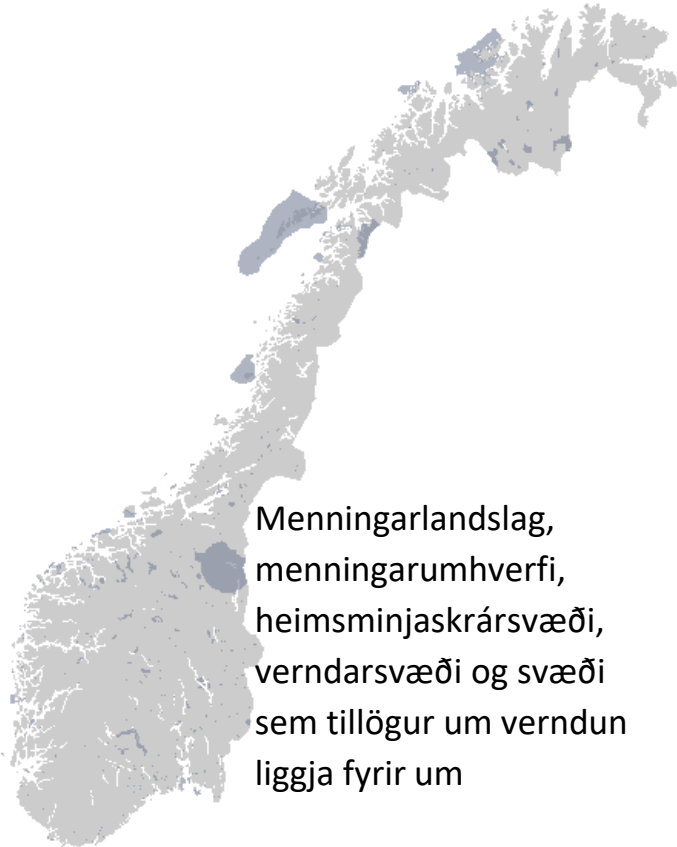 Menningarlandslag,
menningarumhverfi,
heimsminjaskrársvæði,
verndarsvæði og svæði
sem tillögur um verndun
liggja fyrir um